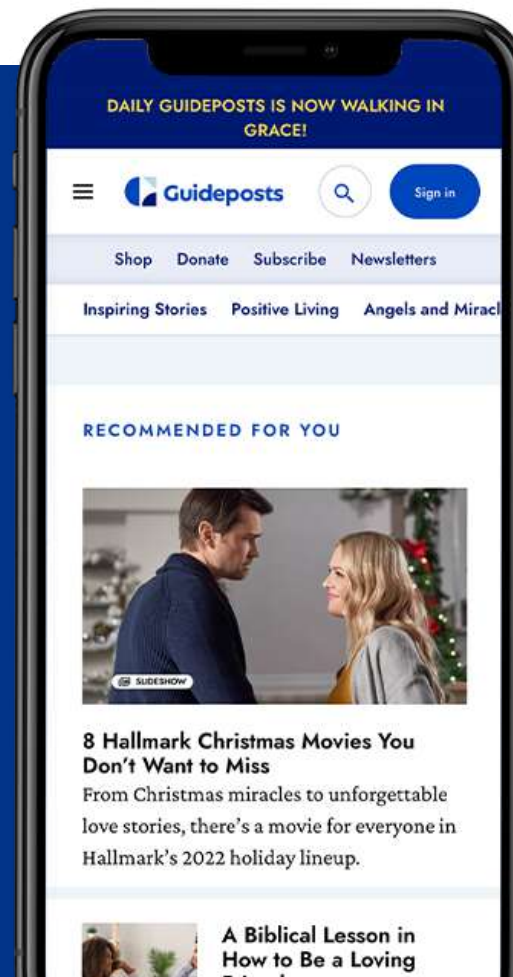 DAILY GUIDEPOSTS IS NOW WALKING IN
GRACE!
Guideposts
Sign in
Shop Donate Subscribe Newsletters
Inspiring Stories Positive Living Angels and Miracl
RECOMMENDED FOR YOU
SLIDESHOW
8 Hallmark Christmas Movies You
Don't Want to Miss
From Christmas miracles to unforgettable
love stories, there's a movie for everyone in
Hallmark's 2022 holiday lineup.
A Biblical Lesson in
How to Be a Loving